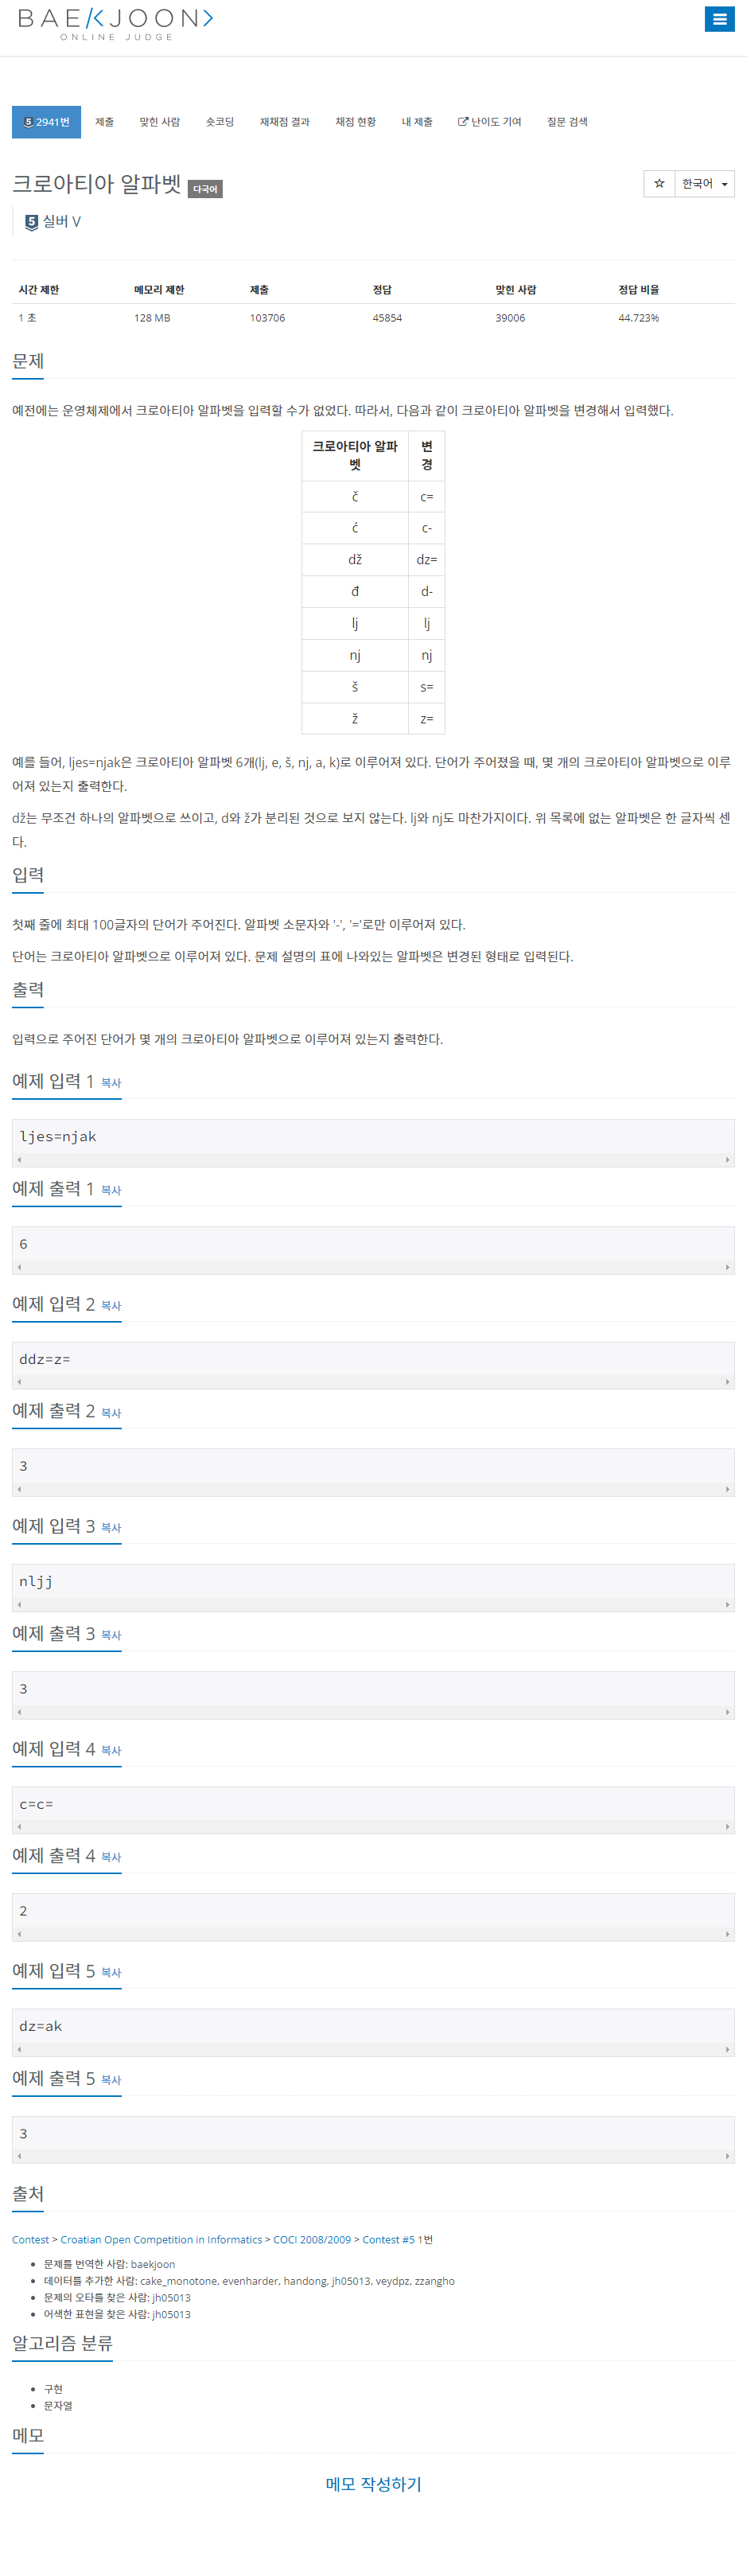 BAEKJOON
ONLINE JUDGE
2941번 제출 맞힌 사람 숏코딩 재채점 결과 채점 현황 내 제출 난이도 기여 질문 검색
크로아티아 알파벳 다국어
한국어
5 실버 V
시간 제한 메모리 제한 제출 정답 맞힌 사람 정답 비율
1 초 128 MB 103706 45854 39006 44.723%
문제
예전에는 운영체제에서 크로아티아 알파벳을 입력할 수가 없었다. 따라서, 다음과 같이 크로아티아 알파벳을 변경해서 입력했다.
크로아티아 알파
벳
변
경
č c=
ć c-
dž dz=
đ d-
lj lj
nj nj
š s=
ž z=
예를 들어, ljes=njak은 크로아티아 알파벳 6개(lj, e, š, nj, a, k)로 이루어져 있다. 단어가 주어졌을 때, 몇 개의 크로아티아 알파벳으로 이루
어져 있는지 출력한다.
dž는 무조건 하나의 알파벳으로 쓰이고, d와 ž가 분리된 것으로 보지 않는다. lj와 nj도 마찬가지이다. 위 목록에 없는 알파벳은 한 글자씩 센
다.
입력
첫째 줄에 최대 100글자의 단어가 주어진다. 알파벳 소문자와 '-', '='로만 이루어져 있다.
단어는 크로아티아 알파벳으로 이루어져 있다. 문제 설명의 표에 나와있는 알파벳은 변경된 형태로 입력된다.
출력
입력으로 주어진 단어가 몇 개의 크로아티아 알파벳으로 이루어져 있는지 출력한다.
예제 입력 1 복사
ljes=njak
예제 출력 1 복사
6
예제 입력 2 복사
ddz=z=
예제 출력 2 복사
3
예제 입력 3 복사
nljj
예제 출력 3 복사
3
예제 입력 4 복사
c=c=
예제 출력 4 복사
2
예제 입력 5 복사
dz=ak
예제 출력 5 복사
3
출처
Contest > Croatian Open Competition in Informatics > COCI 2008/2009 > Contest #5 1번
문제를 번역한 사람: baekjoon
데이터를 추가한 사람: cake_monotone, evenharder, handong, jh05013, veydpz, zzangho
문제의 오타를 찾은 사람: jh05013
어색한 표현을 찾은 사람: jh05013
알고리즘 분류
구현
문자열
메모
메모 작성하기